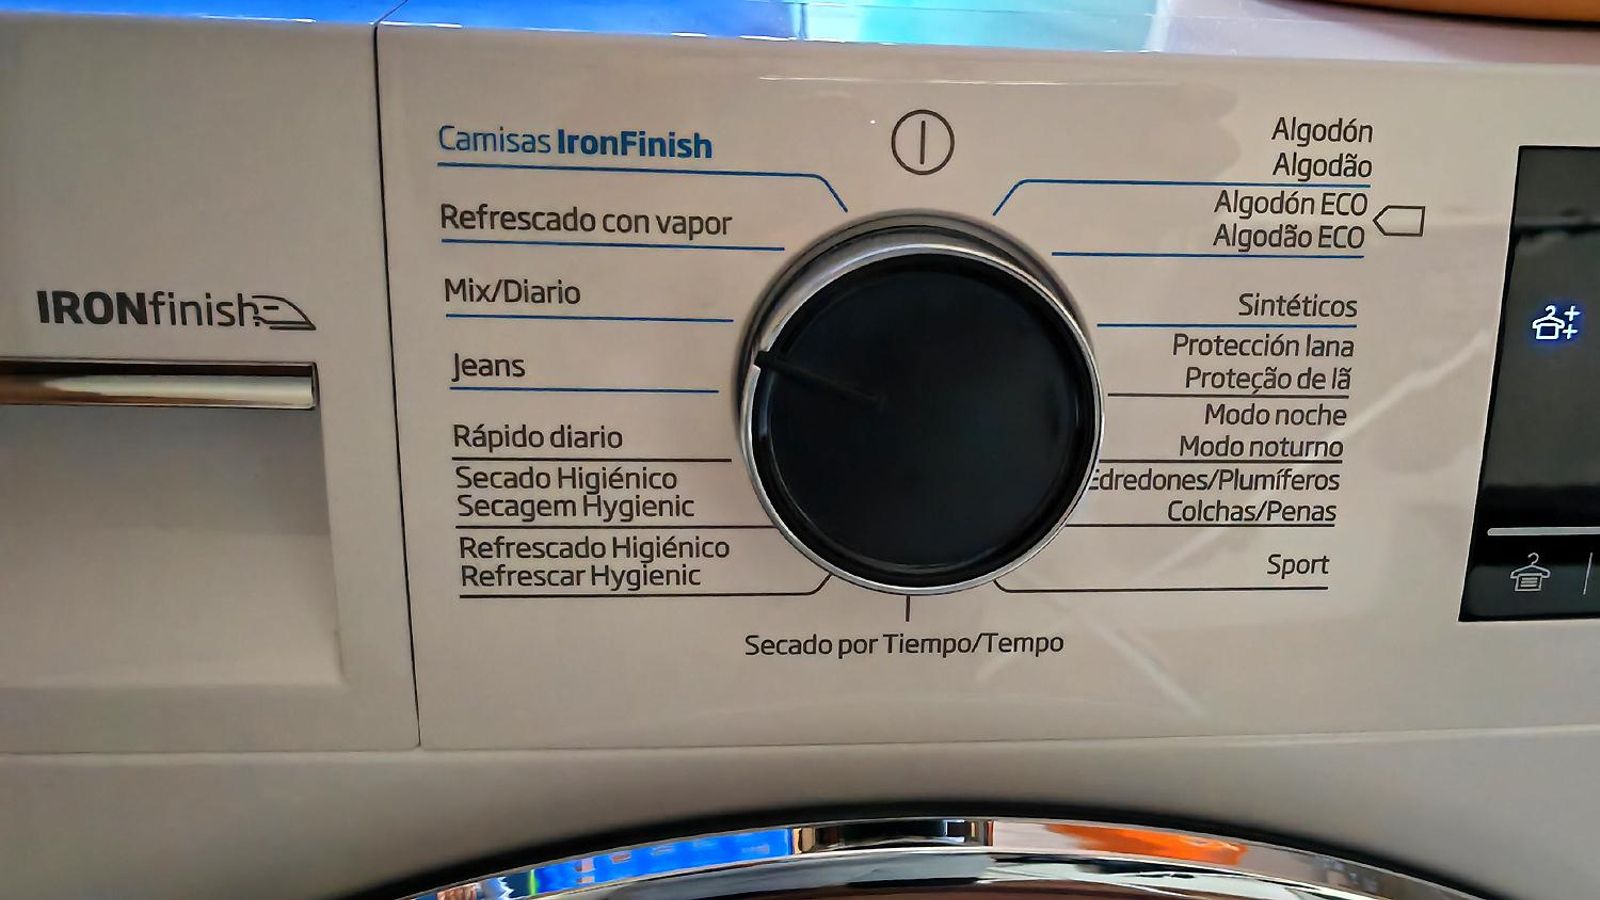 IRONfinish
Camisas IronFinish
Refrescado con vapor
Mix/Diario
Jeans
Rápido diario
Secado Higiénico
Secagem Hygienic
Refrescado Higiénico
Refrescar Hygienic
Secado por Tiempo/Tempo
Algodón
Algodão
Algodón ECO
Algodão ECO
Sintéticos
Protección lana
Proteção de lã
Modo noche
Modo noturno
Edredones/Plumíferos
Colchas/Penas
Sport